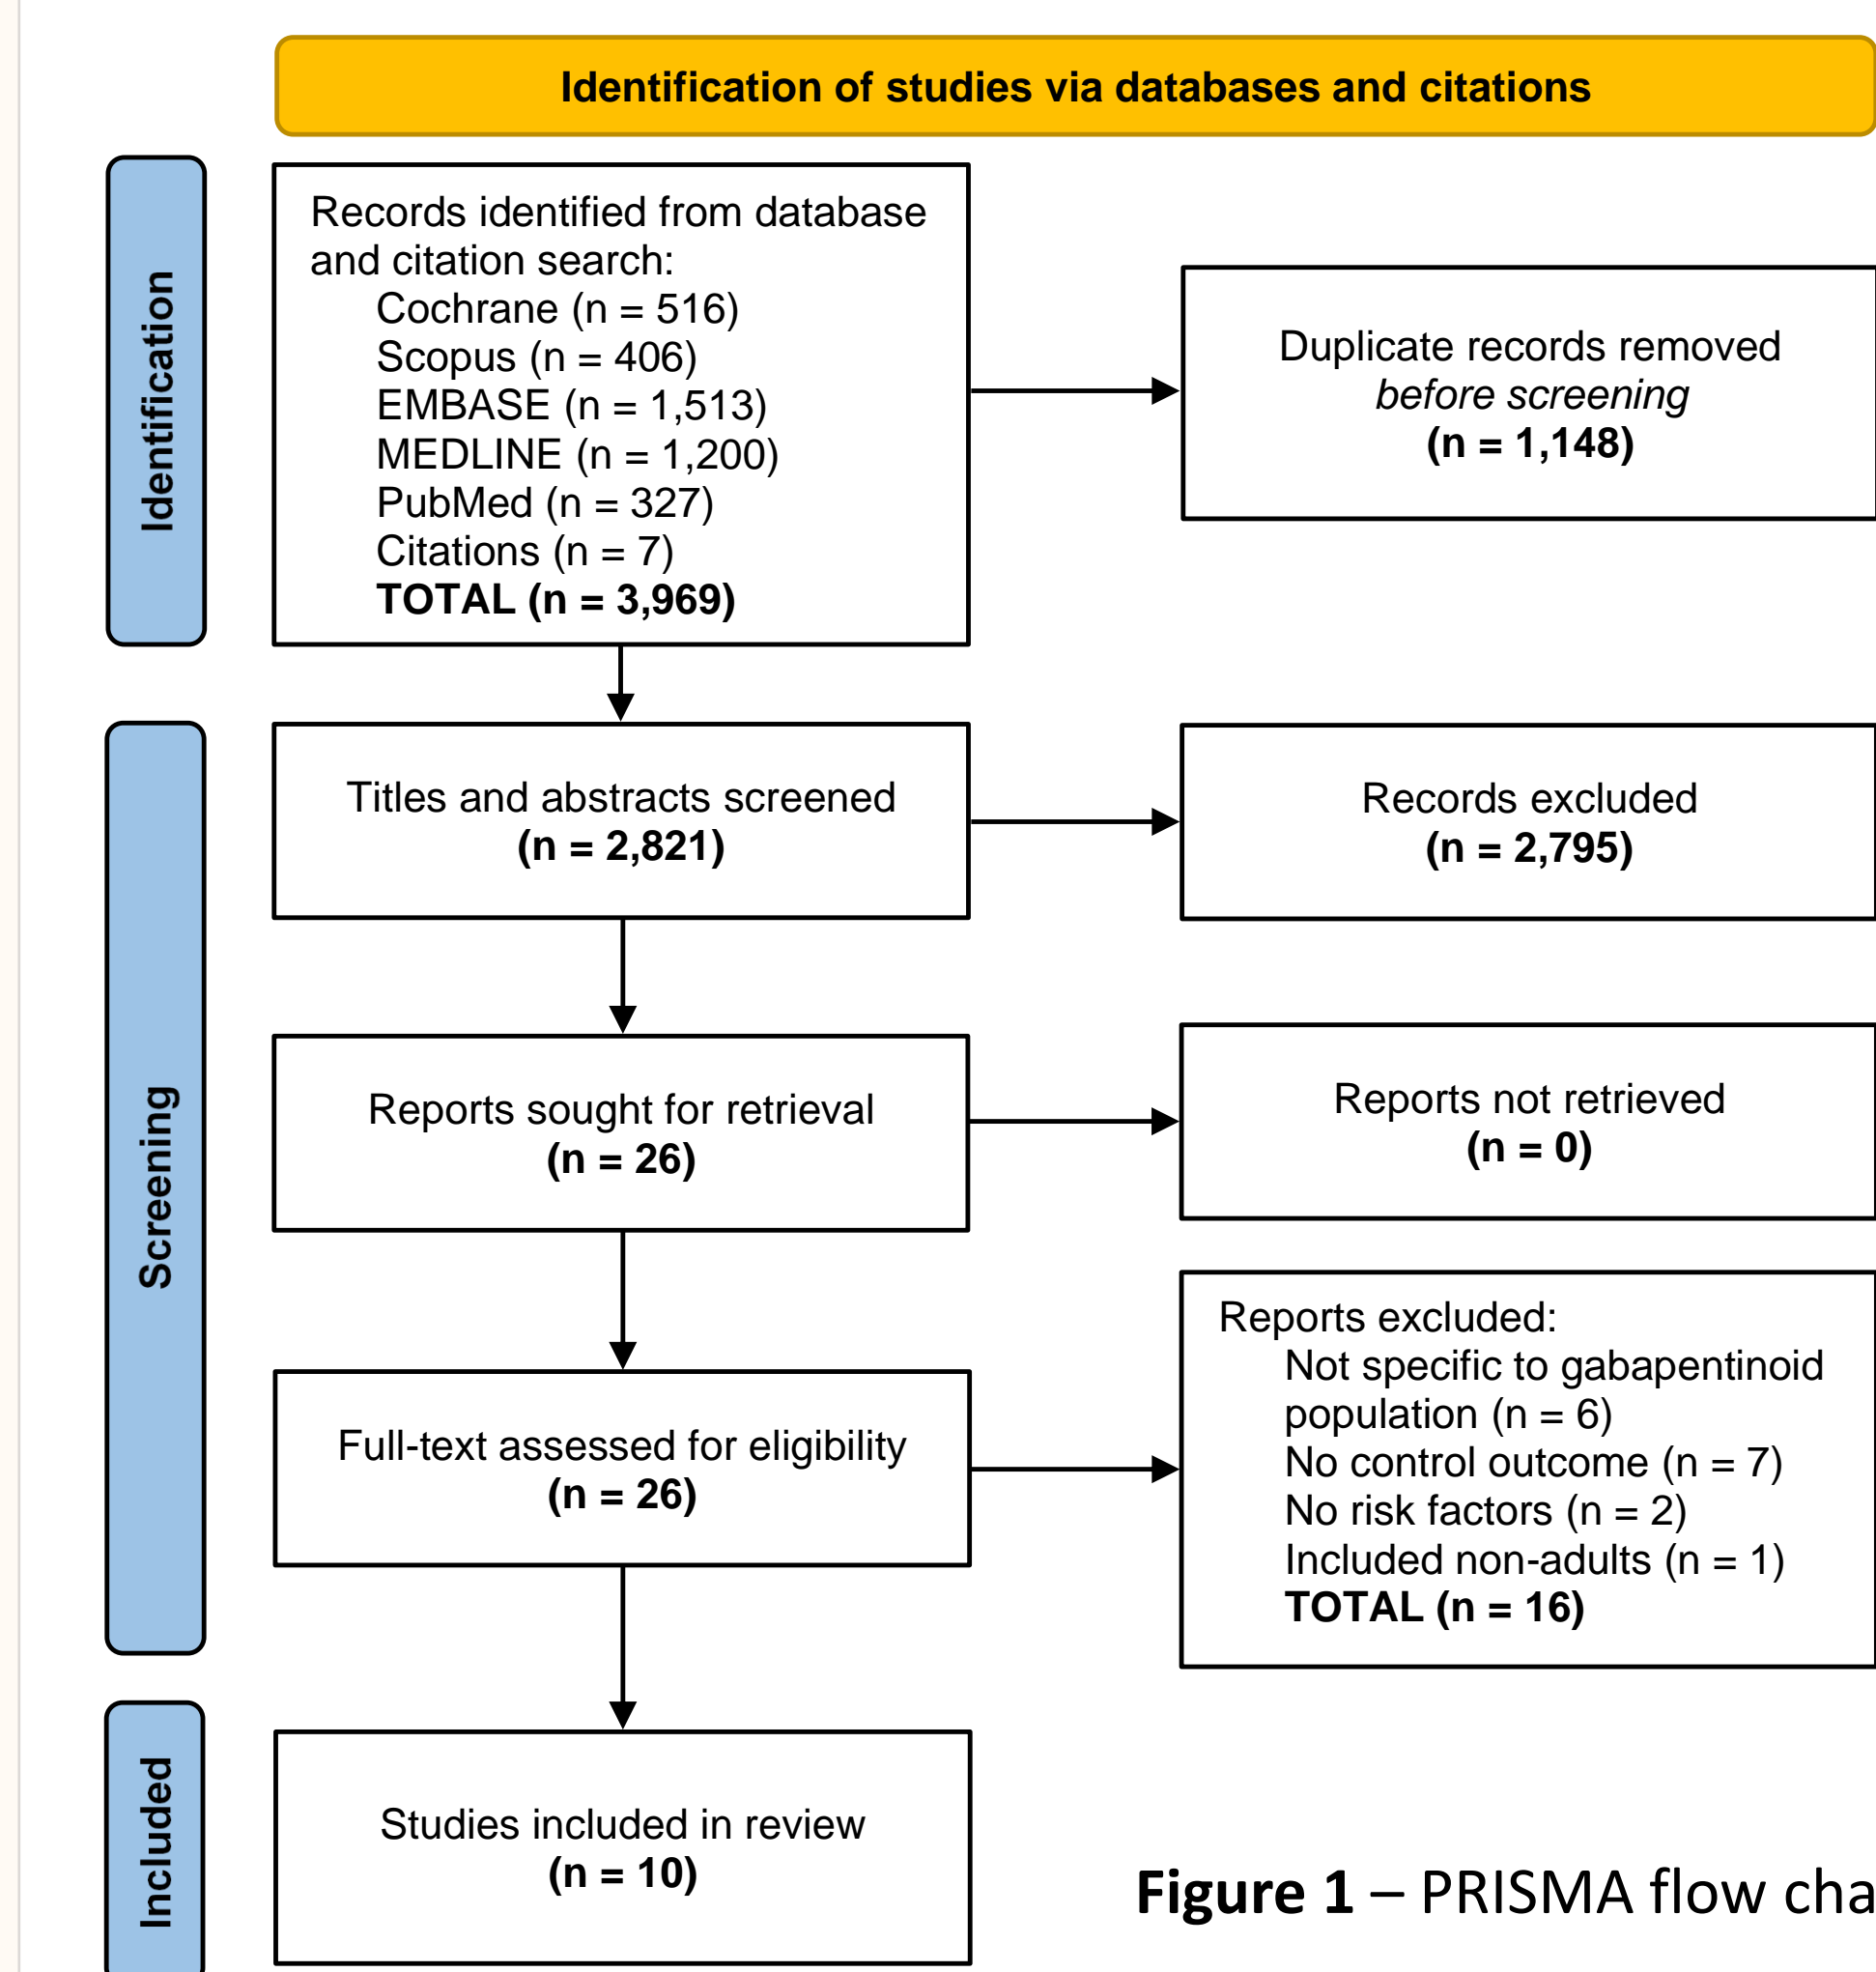 Identification of studies via databases and citations
Identification
Records identified from database
and citation search:
Cochrane (n = 516)
Scopus (n = 406)
EMBASE (n = 1,513)
MEDLINE (n = 1,200)
PubMed (n = 327)
Citations (n = 7)
TOTAL (n = 3,969)
Duplicate records removed
before screening
(n = 1,148)
Screening
Titles and abstracts screened
(n = 2,821)
Records excluded
(n = 2,795)
Reports sought for retrieval
(n = 26)
Reports not retrieved
(n = 0)
Full-text assessed for eligibility
(n = 26)
Reports excluded:
Not specific to gabapentinoid
population (n = 6)
No control outcome (n = 7)
No risk factors (n = 2)
Included non-adults (n = 1)
TOTAL (n = 16)
Included
Studies included in review
(n = 10)
Figure 1 – PRISMA flow cha